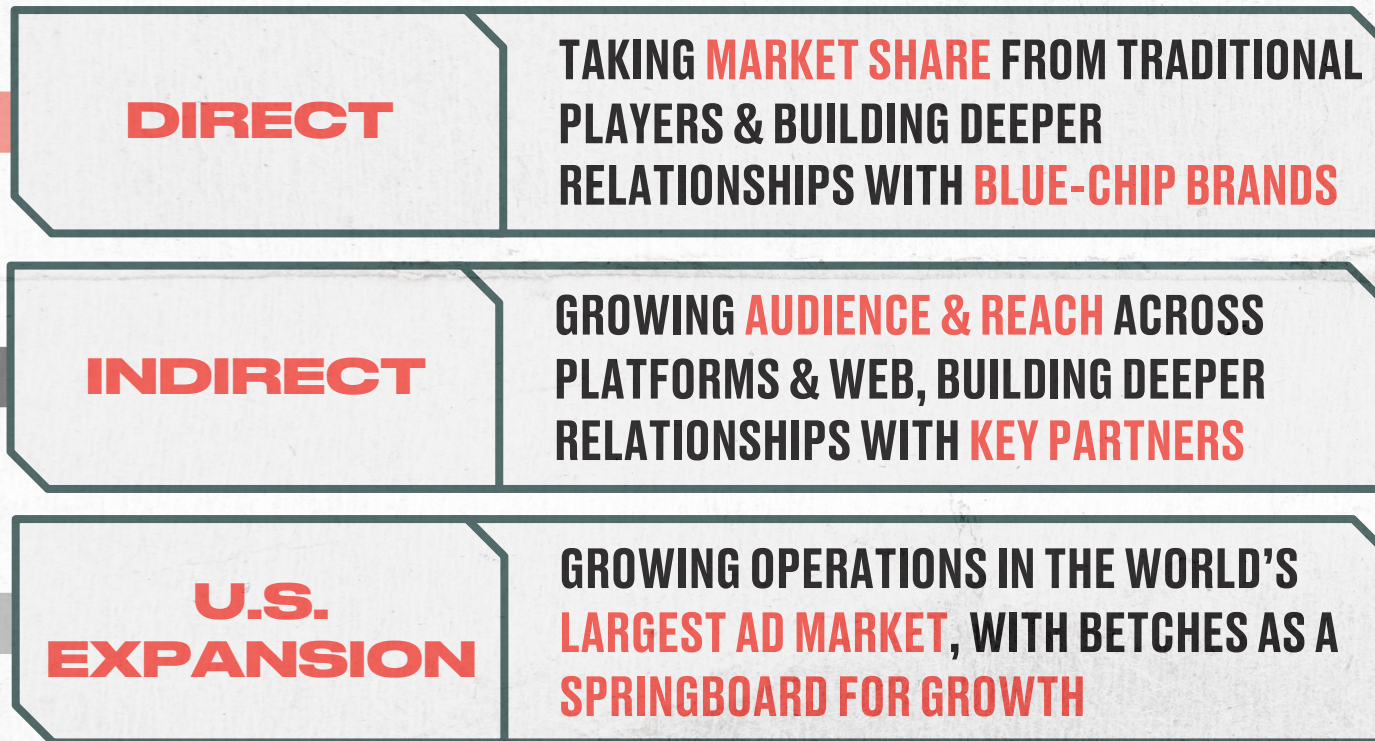 DIRECT
TAKING MARKET SHARE FROM TRADITIONAL
PLAYERS & BUILDING DEEPER
RELATIONSHIPS WITH BLUE-CHIP BRANDS
INDIRECT
GROWING AUDIENCE & REACH ACROSS
PLATFORMS & WEB, BUILDING DEEPER
RELATIONSHIPS WITH KEY PARTNERS
U.S.
EXPANSION
GROWING OPERATIONS IN THE WORLD’S
LARGEST AD MARKET, WITH BETCHES AS A
SPRINGBOARD FOR GROWTH